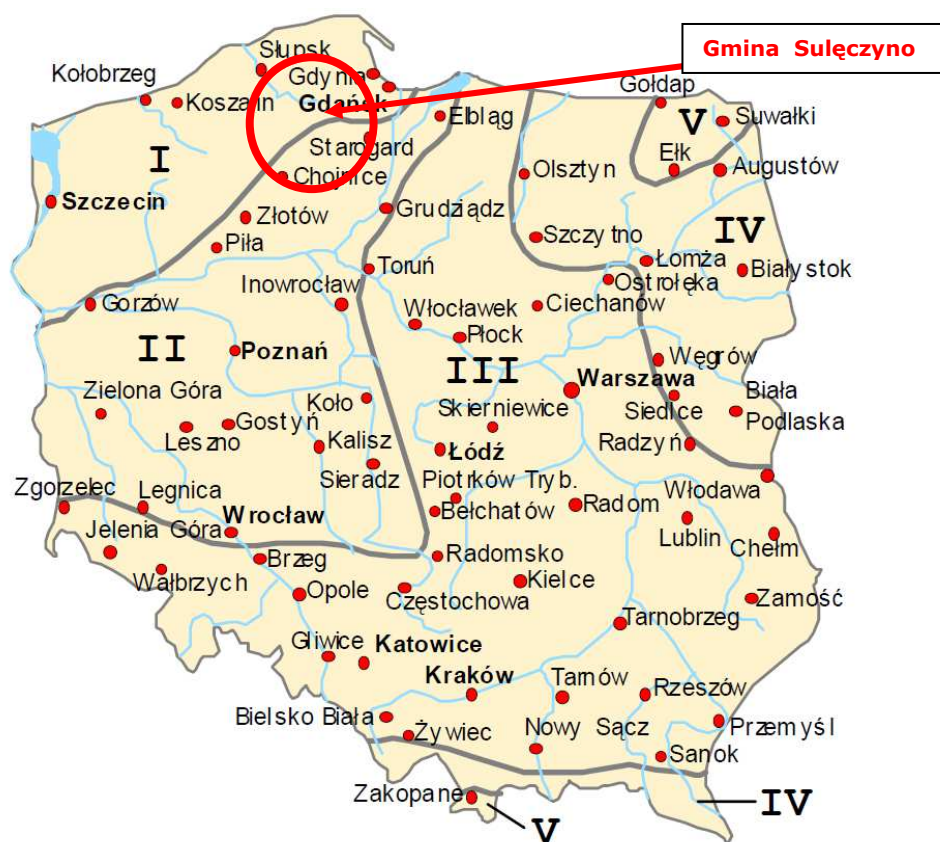 Gmina Sulęczyno
Słupsk
Kołobrzeg
Gdynia
Koszalin
Gdańsk
Gołdap
Elbląg
V
Suwałki
I
Starogard
Ełk
Chojnice
Olsztyn
Augustów
Szczecin
Złotów
Grudziądz
IV
Piła
Szczytno
Łomża
Białystok
Toruń
Inowrocław
Ostrołęka
Gorzów
Włocławek
Ciechanów
Płock
II
Poznań
III
Węgrów
Warszawa
Zielona Góra
Koło
Skierniewice
Siedlce
Biała
Podlaska
Gostyń
Leszno
Kalisz
Łódź
Radzyń
Sieradz
Piotrków Tryb.
Zgorzelec
Legnica
Włodawa
Wrocław
Bełchatów
Radom
Jelenia Góra
Lublin
Chełm
Brzeg
Radomsko
Wałbrzych
Opole
Kielce
Częstochowa
Zamość
Tarnobrzeg
Gliwice
Katowice
Kraków
Tarnów
Rzeszów
Bielsko Biała
Żywiec
Nowy Sącz
Przemyśl
Sanok
Zakopane
V
IV